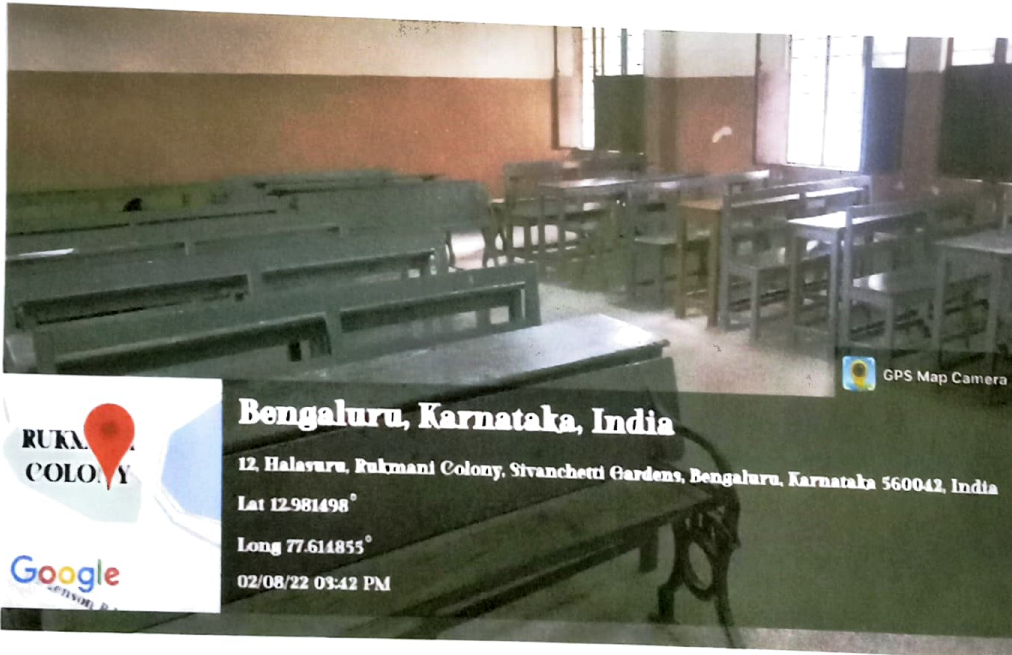 GPS Map Camera
Bengaluru, Karnataka, India
12, Halasuru, Rukmani Colony, Sivanchetti Gardens, Bengaluru, Karnataka 560042, India
Lat 12.981498°
Long 77.614855°
02/08/22 03:42 PM
COLONY
Google